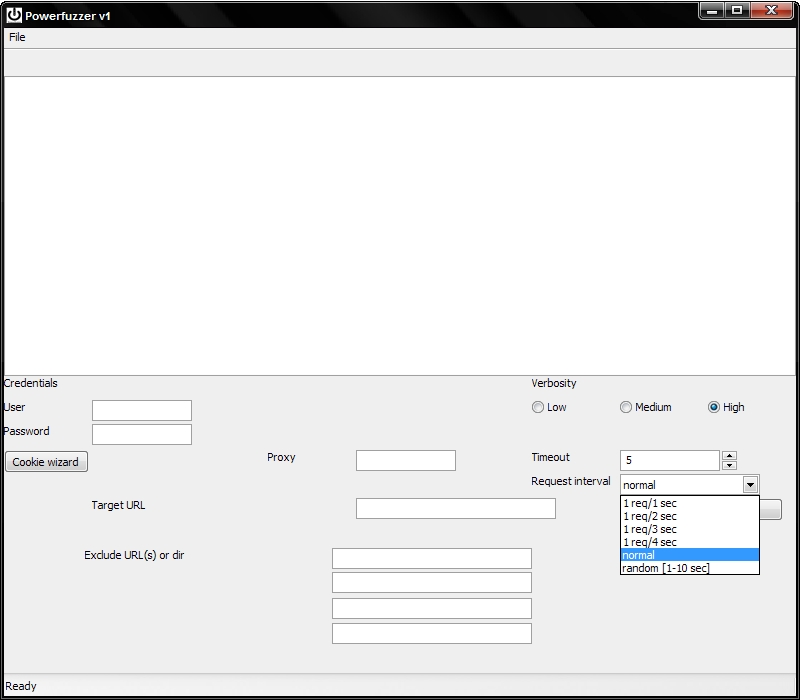 Powerfuzzer v1
File
Credentials
Verbosity
User
Low
Medium
High
Password
Cookie wizard
Proxy
Timeout
5
Request interval
normal
Target URL
1 req/1 sec
1 req/2 sec
1 req/3 sec
1 req/4 sec
normal
random [1-10 sec]
Exclude URL(s) or dir
Ready